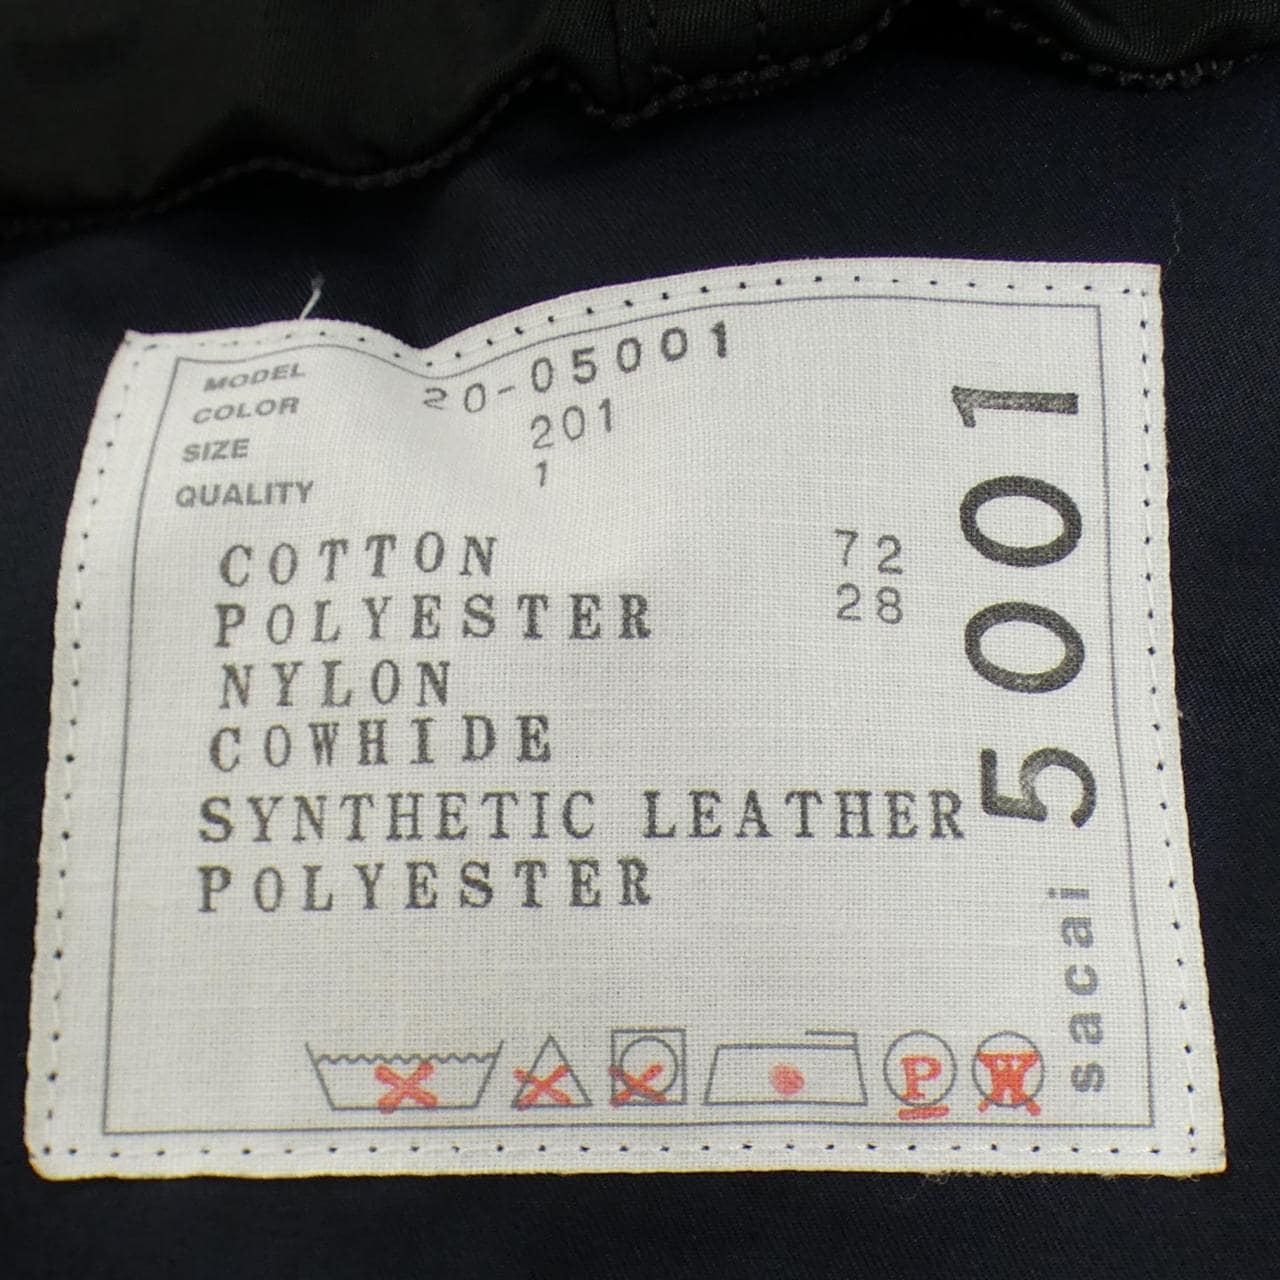 MODEL 20-05001
COLOR 201
SIZE 1
QUALITY
COTTON 72
POLYESTER 28
NYLON
COWHIDE
SYNTHETIC LEATHER
POLYESTER
P W
sacai 5001